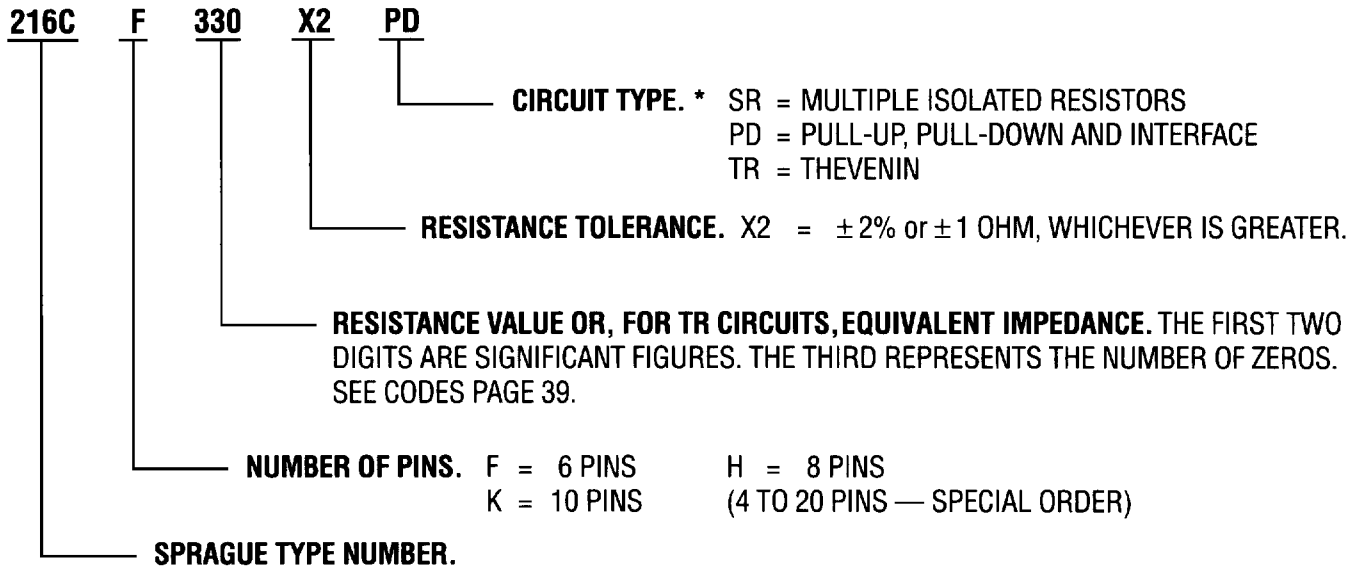 216C F 330 X2 PD
CIRCUIT TYPE. * SR = MULTIPLE ISOLATED RESISTORS
PD = PULL-UP, PULL-DOWN AND INTERFACE
TR = THEVENIN
RESISTANCE TOLERANCE. X2 = ±2% or ±1 OHM, WHICHEVER IS GREATER.
RESISTANCE VALUE OR, FOR TR CIRCUITS, EQUIVALENT IMPEDANCE. THE FIRST TWO
DIGITS ARE SIGNIFICANT FIGURES. THE THIRD REPRESENTS THE NUMBER OF ZEROS.
SEE CODES PAGE 39.
NUMBER OF PINS. F = 6 PINS H = 8 PINS
K = 10 PINS (4 TO 20 PINS — SPECIAL ORDER)
SPRAGUE TYPE NUMBER.